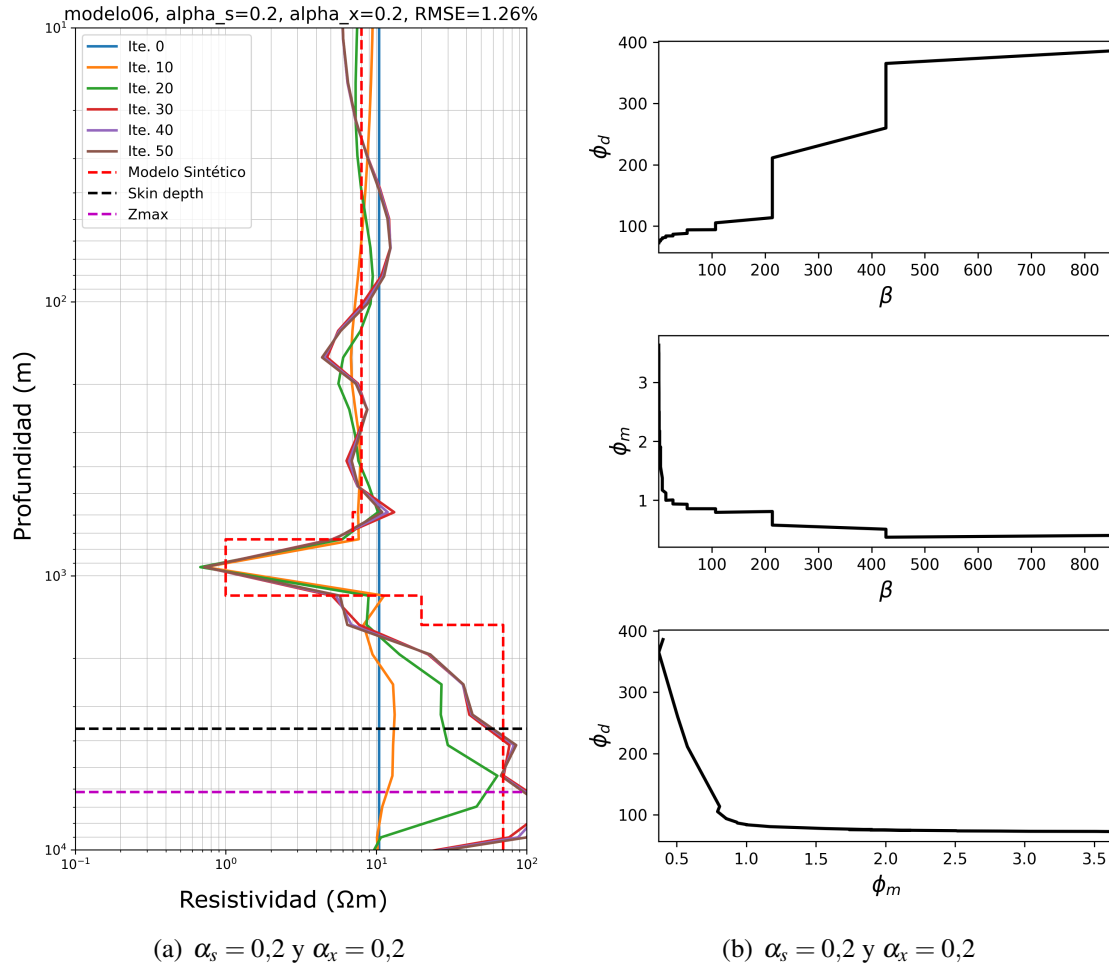 modelo06, alpha_s=0.2, alpha_x=0.2, RMSE=1.26%
Ite. 0
Ite. 10
Ite. 20
Ite. 30
Ite. 40
Ite. 50
Modelo Sintético
Skin depth
Zmax
10¹
10²
10³
10⁴
Profundidad (m)
10⁻¹
10⁰
10¹
10²
Resistividad (Ωm)
(a) αₛ = 0,2 y αₓ = 0,2
400
300
200
100
ϕ_d
100 200 300 400 500 600 700 800
β
3
2
1
ϕ_m
100 200 300 400 500 600 700 800
β
400
300
200
100
ϕ_d
0.5 1.0 1.5 2.0 2.5 3.0 3.5
ϕ_m
(b) αₛ = 0,2 y αₓ = 0,2